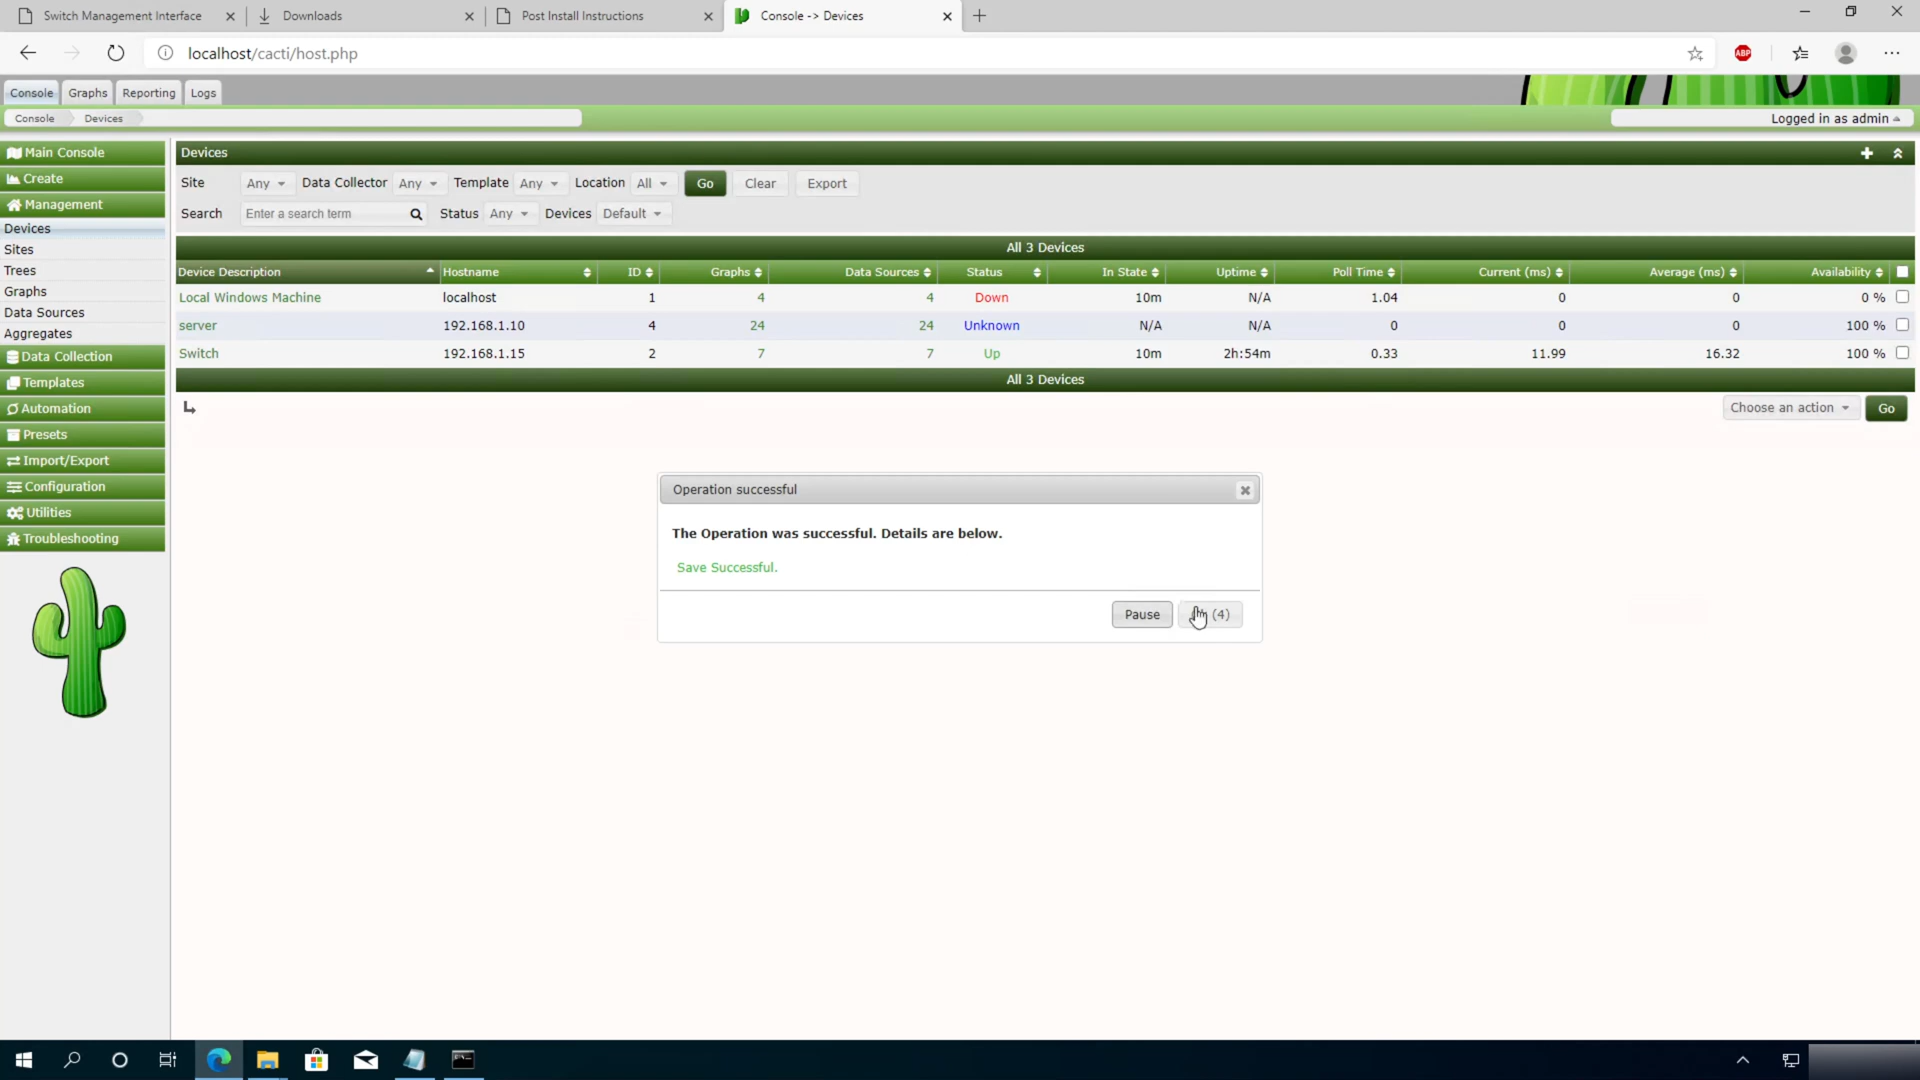 Switch Management Interface
Downloads
Post Install Instructions
Console -> Devices
localhost/cacti/host.php
ABP
Console Graphs Reporting Logs
Console Devices
Logged in as admin
Main Console
Create
Management
Devices
Sites
Trees
Graphs
Data Sources
Aggregates
Data Collection
Templates
Automation
Presets
Import/Export
Configuration
Utilities
Troubleshooting
Devices
Site Any Data Collector Any Template Any Location All Go Clear Export
Search Enter a search term Status Any Devices Default
All 3 Devices
Device Description Hostname ID Graphs Data Sources Status In State Uptime Poll Time Current (ms) Average (ms) Availability
Local Windows Machine localhost 1 4 4 Down 10m N/A 1.04 0 0 0 %
server 192.168.1.10 4 24 24 Unknown N/A N/A 0 0 0 100 %
Switch 192.168.1.15 2 7 7 Up 10m 2h:54m 0.33 11.99 16.32 100 %
All 3 Devices
Choose an action Go
Operation successful
The Operation was successful. Details are below.
Save Successful.
Pause (4)